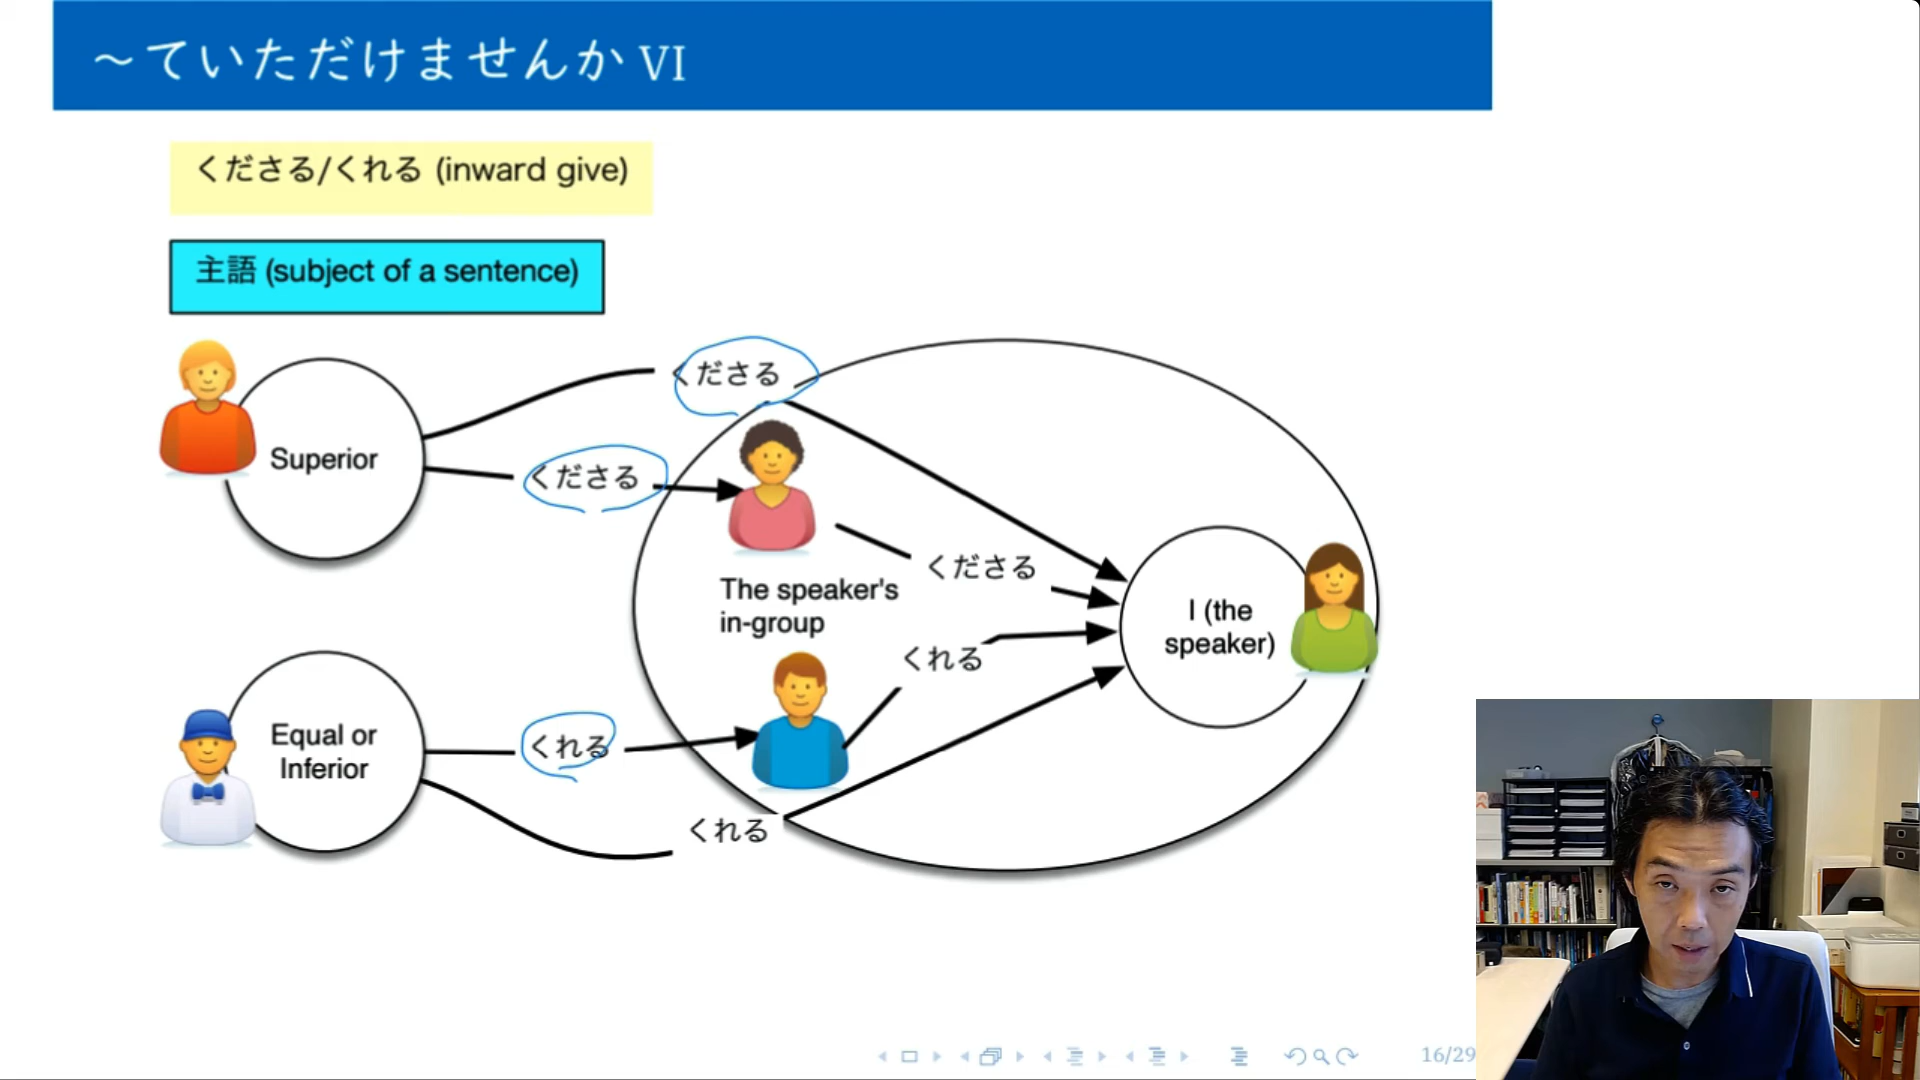 ～ていただけませんか VI
くださる/くれる (inward give)
主語 (subject of a sentence)
くださる
Superior
くださる
くださる
The speaker's
in-group
I (the
speaker)
くれる
Equal or
Inferior
くれる
くれる
16/29